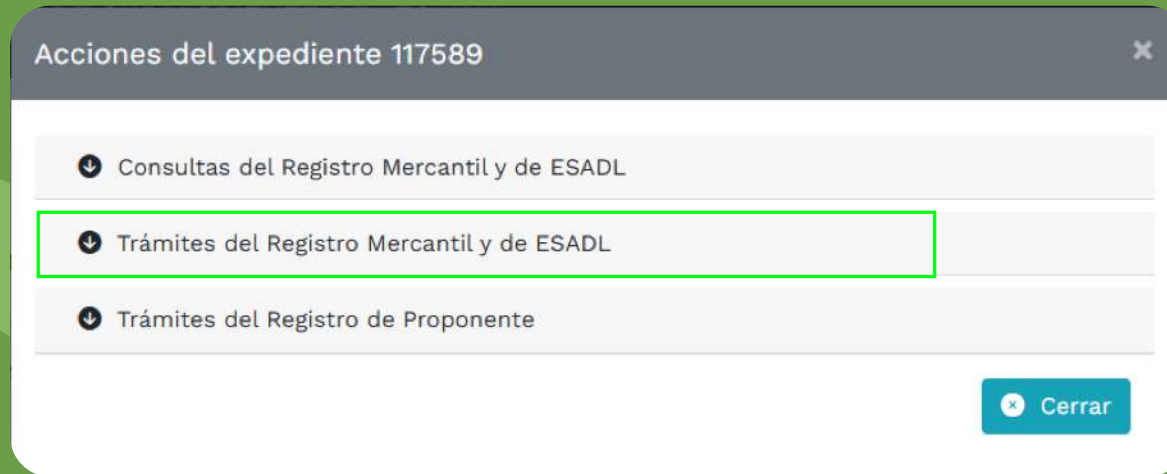 Acciones del expediente 117589
Consultas del Registro Mercantil y de ESADL
Trámites del Registro Mercantil y de ESADL
Trámites del Registro de Proponente
Cerrar